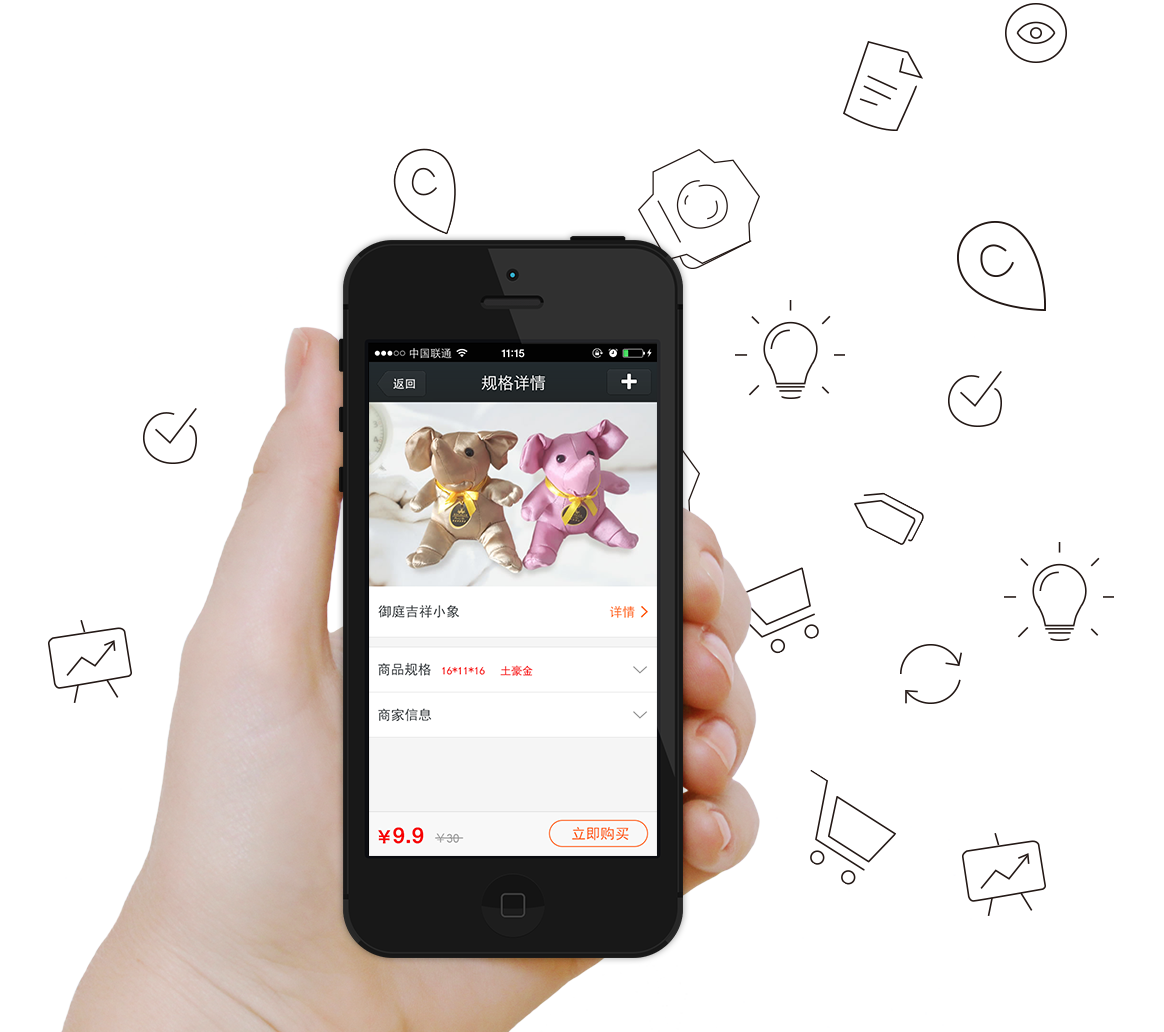 中国联通 11:15
返回 规格详情
御庭吉祥小象 详情
商品规格 16*11*16 土豪金
商家信息
¥9.9 ¥30 立即购买